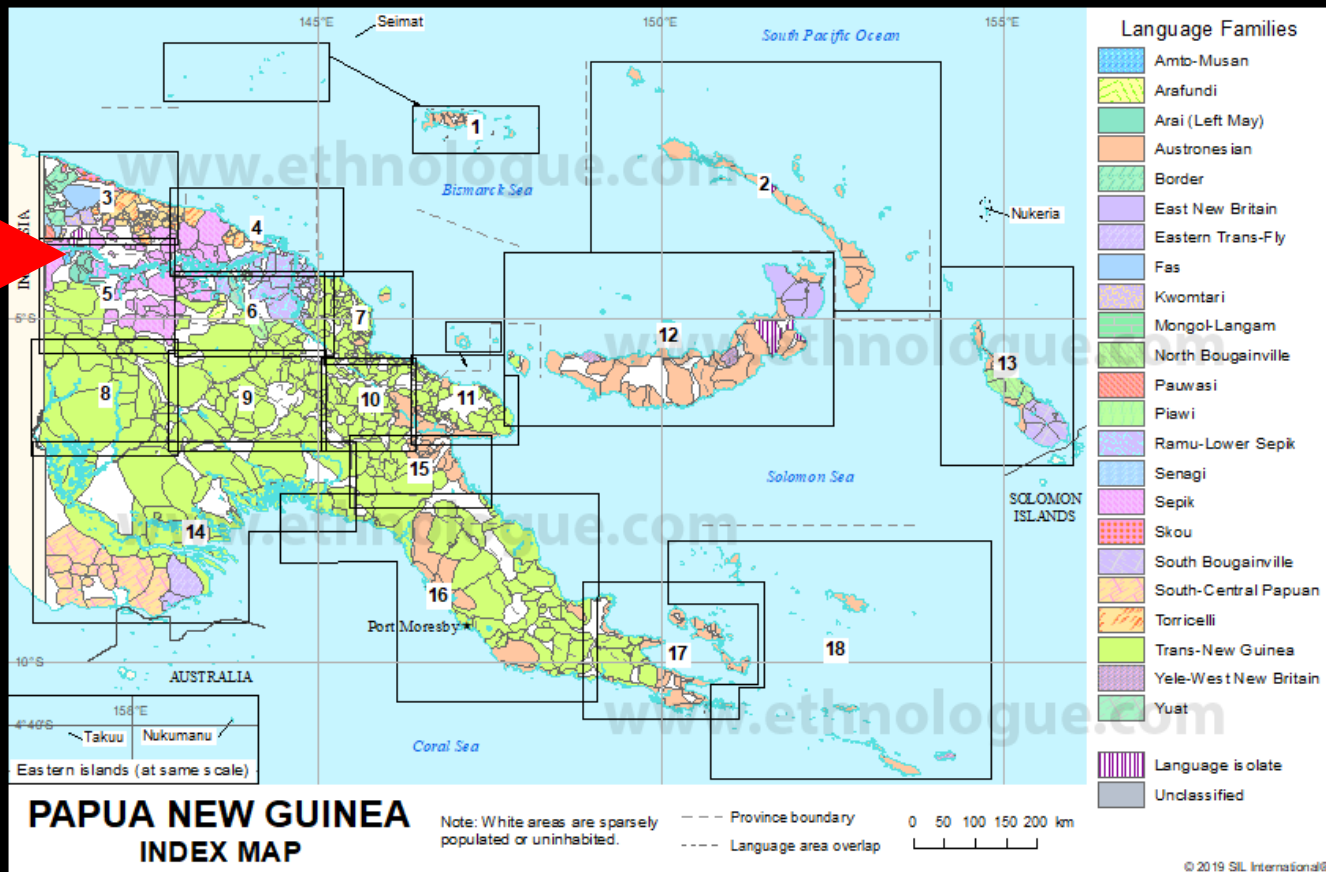 145°E
150°E
155°E
Seimat
South Pacific Ocean
Language Families
Amto-Musan
Arafundi
Arai (Left May)
Austronesian
Border
East New Britain
Eastern Trans-Fly
Fas
Kwomtari
Mongol-Langam
North Bougainville
Pauwasi
Piawi
Ramu-Lower Sepik
Senagi
Sepik
Skou
South Bougainville
South-Central Papuan
Torricelli
Trans-New Guinea
Yele-West New Britain
Yuat
Language isolate
Unclassified
1
www.ethnologue.com
Bismarck Sea
2
3
4
Nukeria
5
6
5°S
7
12
www.ethnologue.com
13
8
9
10
11
15
Solomon Sea
SOLOMON
ISLANDS
14
www.ethnologue.com
16
Port Moresby
17
18
10°S
AUSTRALIA
www.ethnologue.com
158°E
4°40'S
Takuu
Nukumanu
Coral Sea
Eastern islands (at same scale)
PAPUA NEW GUINEA
INDEX MAP
Note: White areas are sparsely
populated or uninhabited.
Province boundary
Language area overlap
0 50 100 150 200 km
© 2019 SIL International®